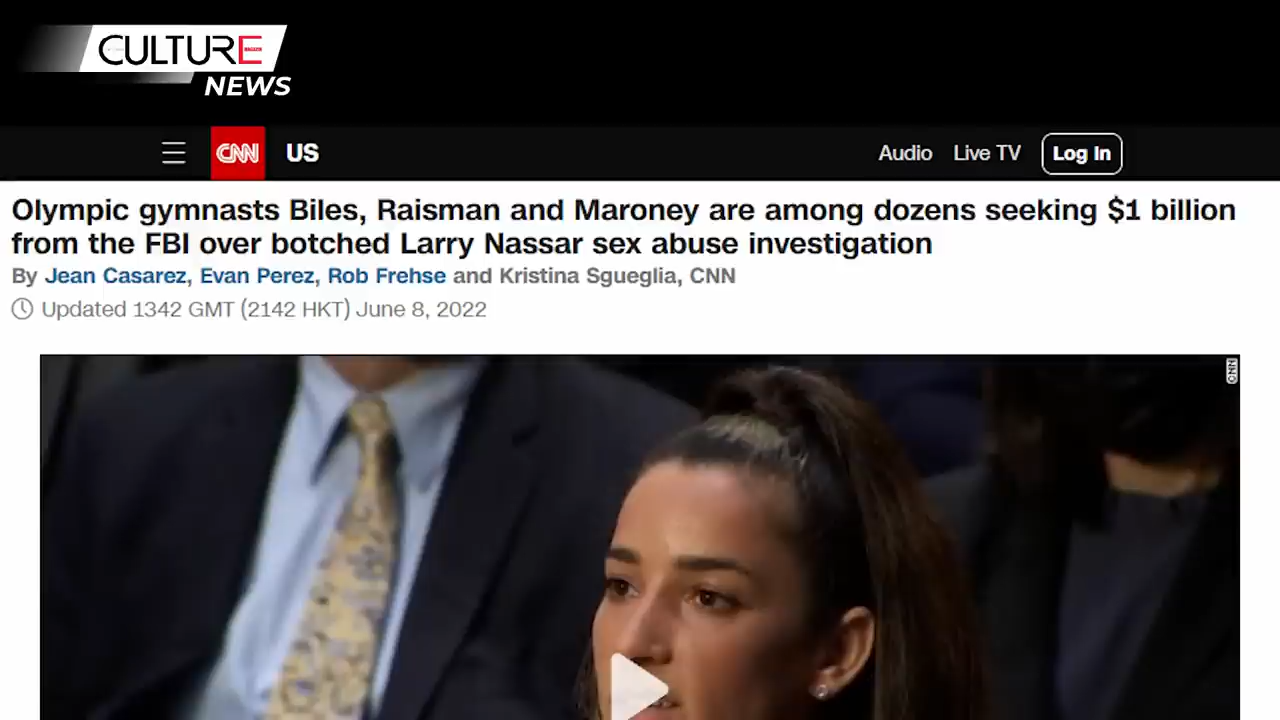 CULTURE
NEWS
CNN US Audio Live TV Log In
Olympic gymnasts Biles, Raisman and Maroney are among dozens seeking $1 billion
from the FBI over botched Larry Nassar sex abuse investigation
By Jean Casarez, Evan Perez, Rob Frehse and Kristina Sgueglia, CNN
Updated 1342 GMT (2142 HKT) June 8, 2022
CNN